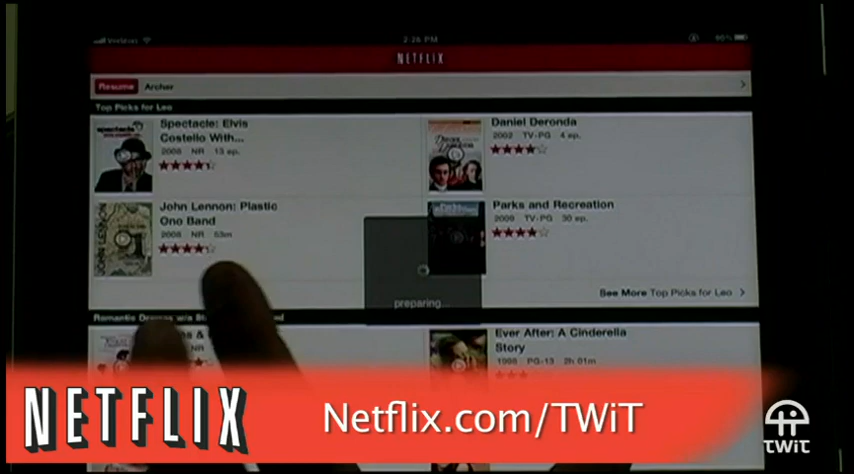 Verizon 2:26 PM
NETFLIX
Resume Archer
Top Picks for Leo
Spectacle: Elvis
Costello With...
2008 NR 13 ep.
Daniel Deronda
2002 TV-PG 4 ep.
John Lennon: Plastic
Ono Band
2008 NR 53m
Parks and Recreation
2009 TV-PG 30 ep.
preparing...
See More Top Picks for Leo
Romantic
Ever After: A Cinderella
Story
1998 PG-13 2h 01m
NR
NETFLIX
Netflix.com/TWiT
TWiT